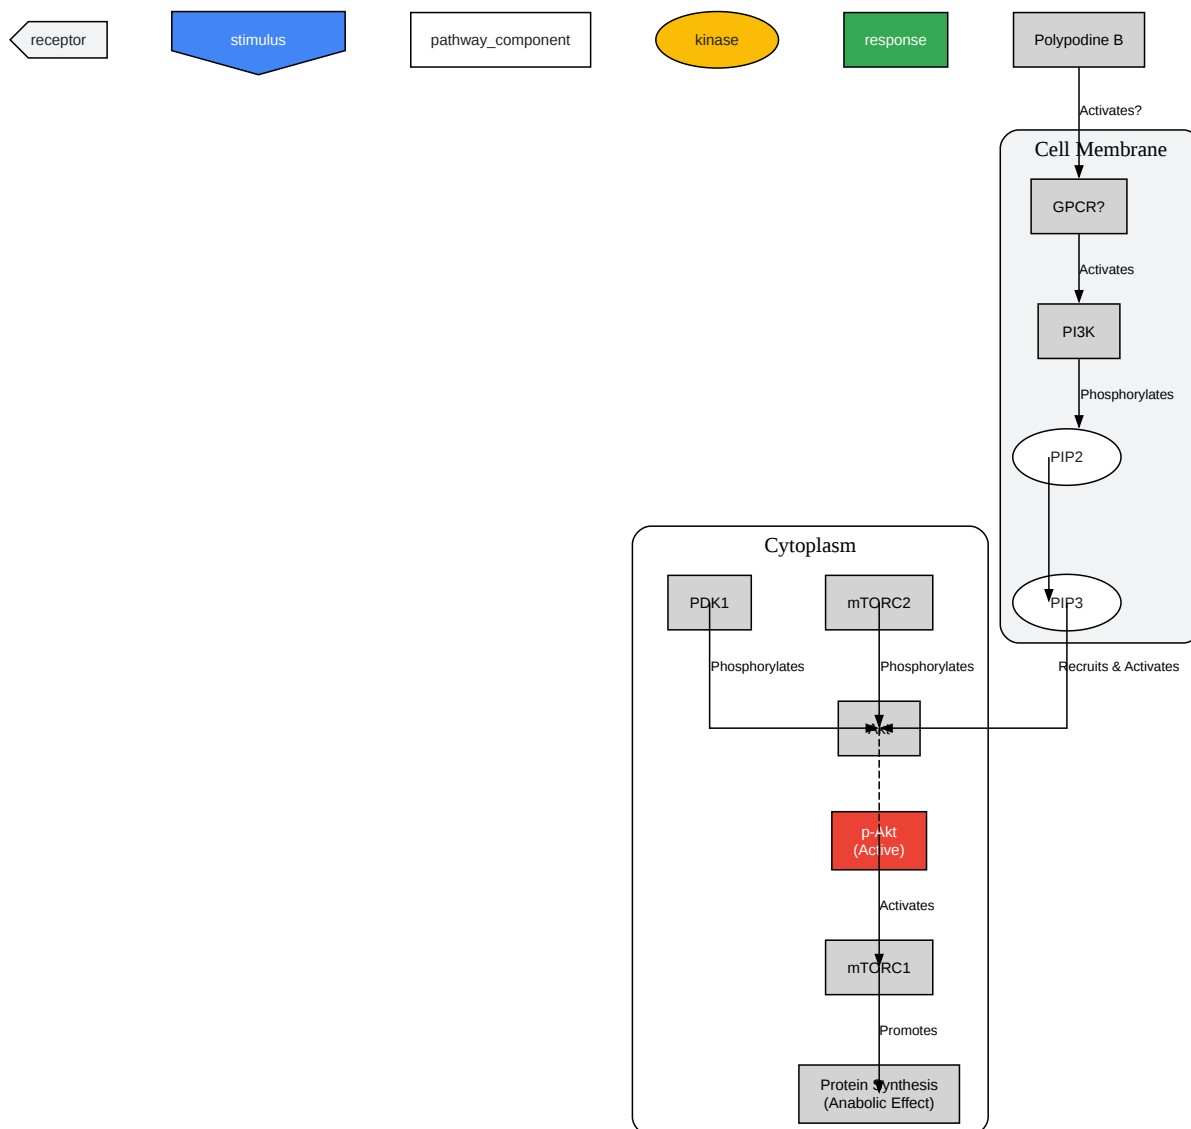 receptor
stimulus
pathway_component
kinase
response
Polypodine B
Activates?
Cell Membrane
GPCR?
Activates
PI3K
Phosphorylates
PIP2
Cytoplasm
PDK1
mTORC2
PIP3
Phosphorylates
Phosphorylates
Recruits & Activates
Akt
p-Akt
(Active)
Activates
mTORC1
Promotes
Protein Synthesis
(Anabolic Effect)